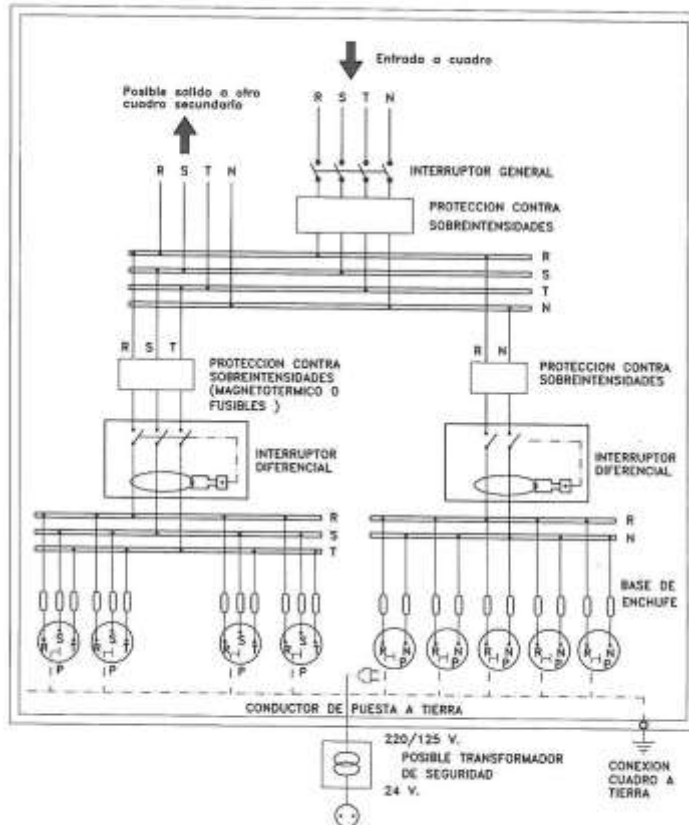 Entrada a cuadro
Posible salida a otro
cuadro secundario
R S T N
R S T N
INTERRUPTOR GENERAL
PROTECCION CONTRA
SOBREINTENSIDADES
R
S
T
N
R S T
PROTECCION CONTRA
SOBREINTENSIDADES
(MAGNETOTERMICO O
FUSIBLES )
R N
PROTECCION CONTRA
SOBREINTENSIDADES
INTERRUPTOR
DIFERENCIAL
INTERRUPTOR
DIFERENCIAL
R
S
T
R
N
BASE DE
ENCHUFE
R S T
P
R S T
P
R S T
P
R S T
P
R N
P
R N
P
R N
P
R N
P
R N
P
CONDUCTOR DE PUESTA A TIERRA
220/125 V.
POSIBLE TRANSFORMADOR
DE SEGURIDAD
24 V.
CONEXION
CUADRO A
TIERRA